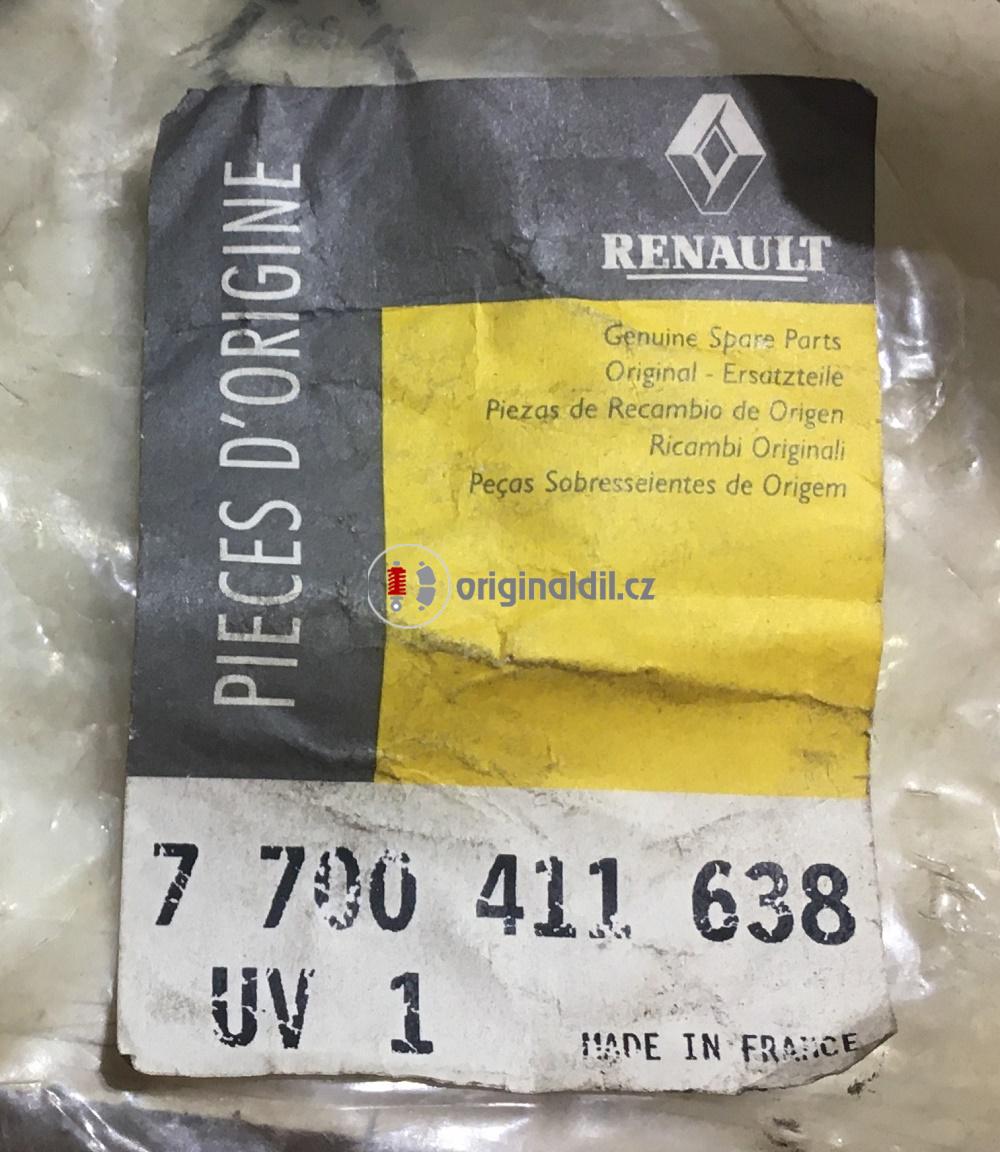 PIECES D'ORIGINE
RENAULT
Genuine Spare Parts
Original - Ersatzteile
Piezas de Recambio de Origen
Ricambi Originali
Peças Sobresseientes de Origem
originaldil.cz
7 700 411 638
UV 1
MADE IN FRANCE